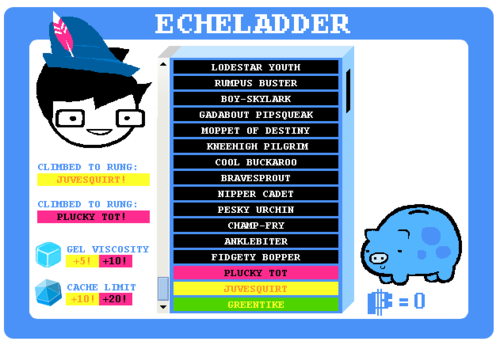 ECHELADDER
CLIMBED TO RUNG:
JUVESQUIRT!
CLIMBED TO RUNG:
PLUCKY TOT!
GEL VISCOSITY
+5! +10!
CACHE LIMIT
+10! +20!
LODESTAR YOUTH
RUMPUS BUSTER
BOY-SKYLARK
GADABOUT PIPSQUEAK
MOPPET OF DESTINY
KNEEHIGH PILGRIM
COOL BUCKAROO
BRAVESPROUT
NIPPER CADET
PESKY URCHIN
CHAMP-FRY
ANKLEBITER
FIDGETY BOPPER
PLUCKY TOT
JUVESQUIRT
GREENTIKE
= 0